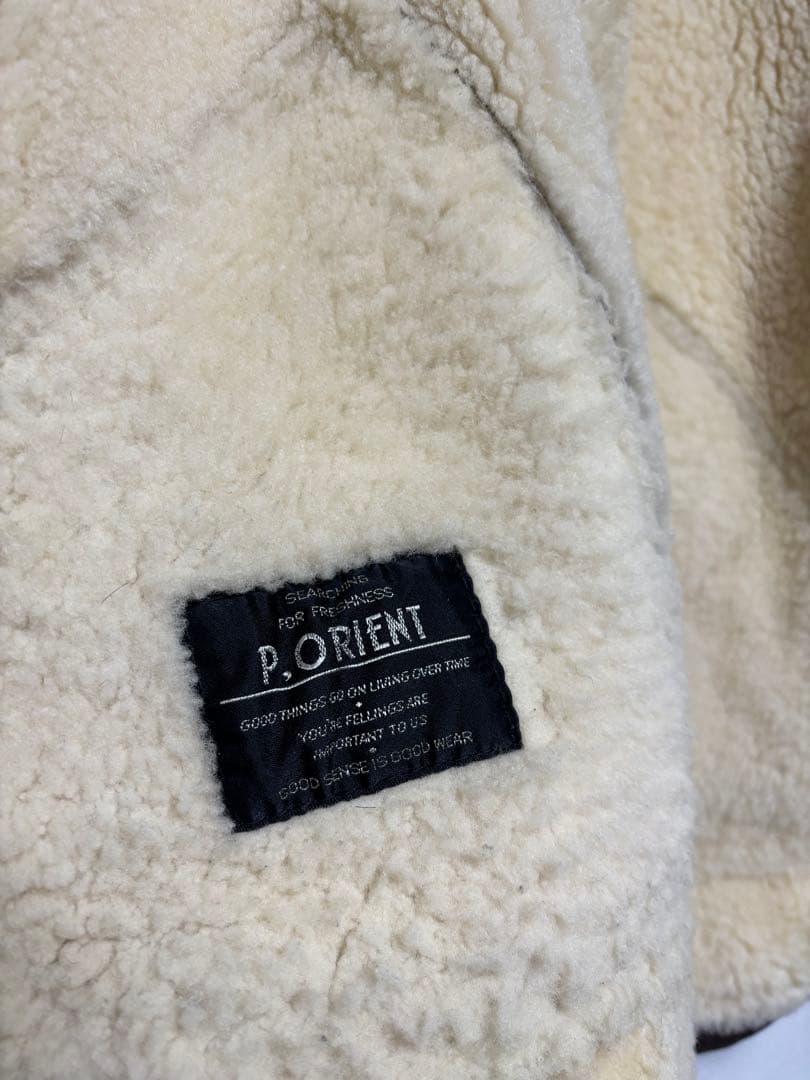 SEARCHING
FOR FRESHNESS
P, ORIENT
GOOD THINGS GO ON LIVING OVER TIME
YOU'RE FELLINGS ARE
IMPORTANT TO US
GOOD SENSE IS GOOD WEAR